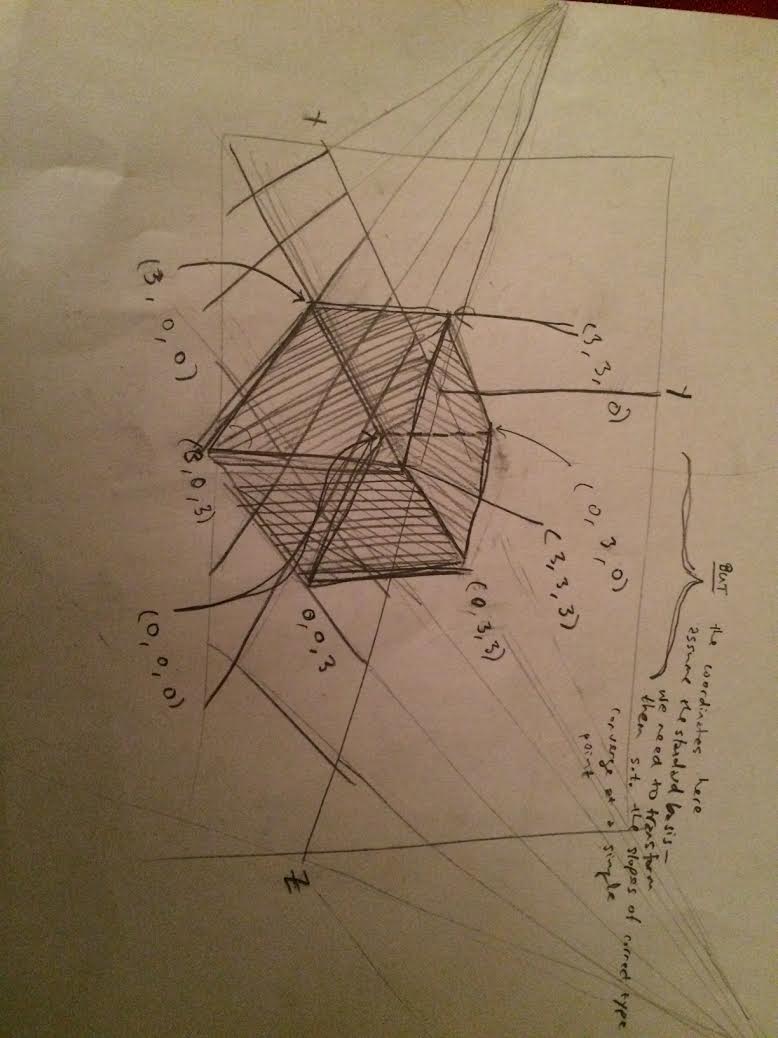 Y
(3, 3, 0)
(0, 3, 0)
(3, 3, 3)
(0, 3, 3)
BUT the coordinates here
assume the standard basis –
we need to transform
them s.t. the slopes of correct type
converge at a single
point
X
Z
(3, 0, 0)
(3, 0, 3)
(0, 0, 0)
0, 0, 3